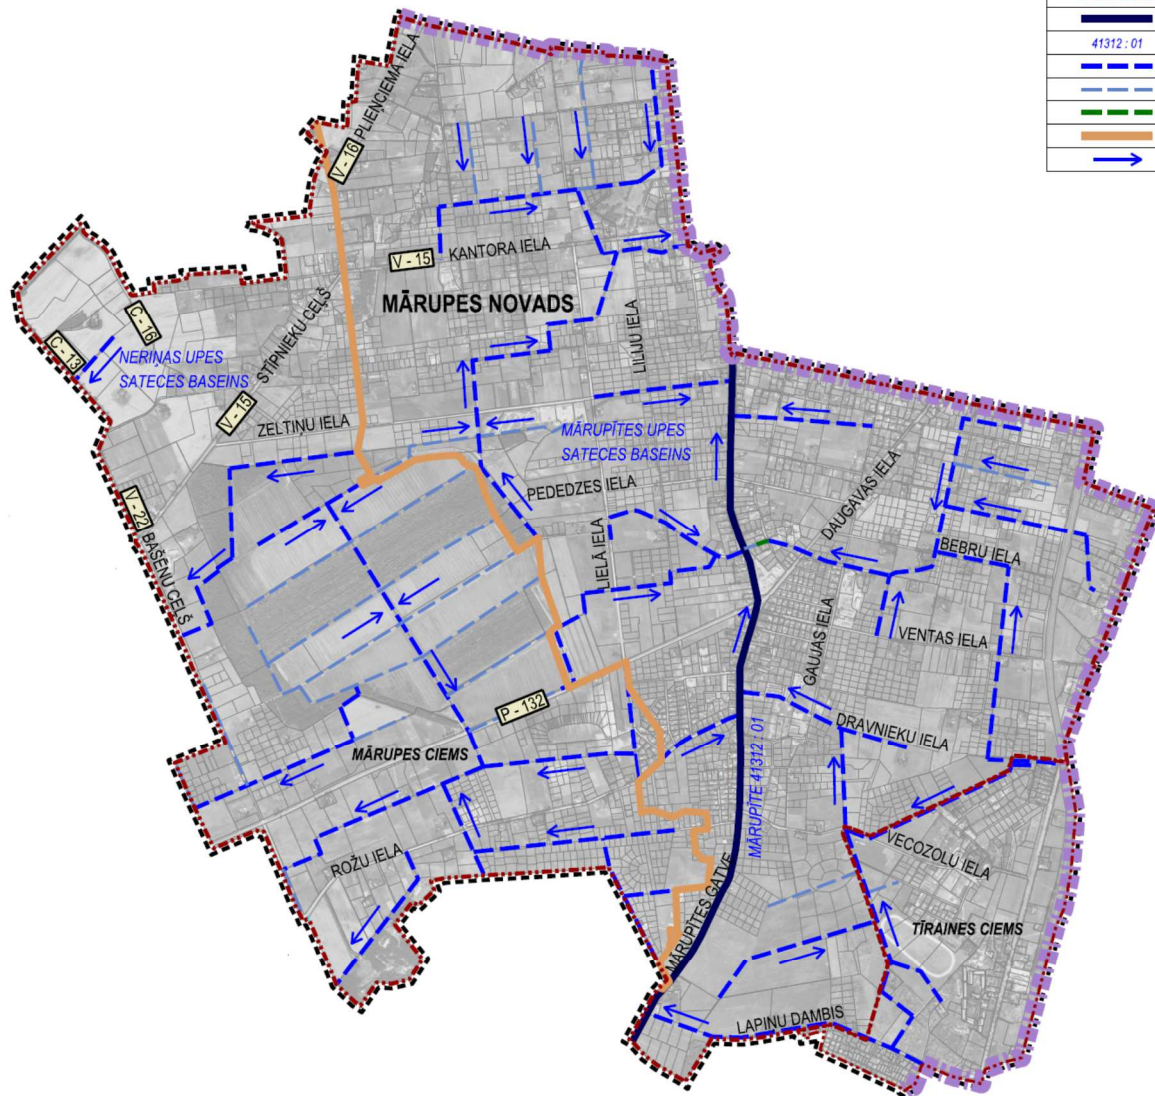 41312 : 01
V - 16
PLIEŅCIEMA IELA
V - 15
KANTORA IELA
MĀRUPES NOVADS
C - 16
C - 13
NERIŅAS UPES
SATECES BASEINS
STĪPNIEKU CEĻŠ
LILIJU IELA
V - 15
ZELTIŅU IELA
MĀRUPĪTES UPES
SATECES BASEINS
PEDEDZES IELA
DAUGAVAS IELA
V - 22
BAŠĒNU CEĻŠ
LIELĀ IELA
BEBRU IELA
GAUJAS IELA
VENTAS IELA
P - 132
DRAVNIEKU IELA
MĀRUPES CIEMS
MĀRUPĪTE 41312 : 01
ROŽU IELA
VECOZOLU IELA
MĀRUPĪTES GATVE
TĪRAINES CIEMS
LAPIŅU DAMBIS